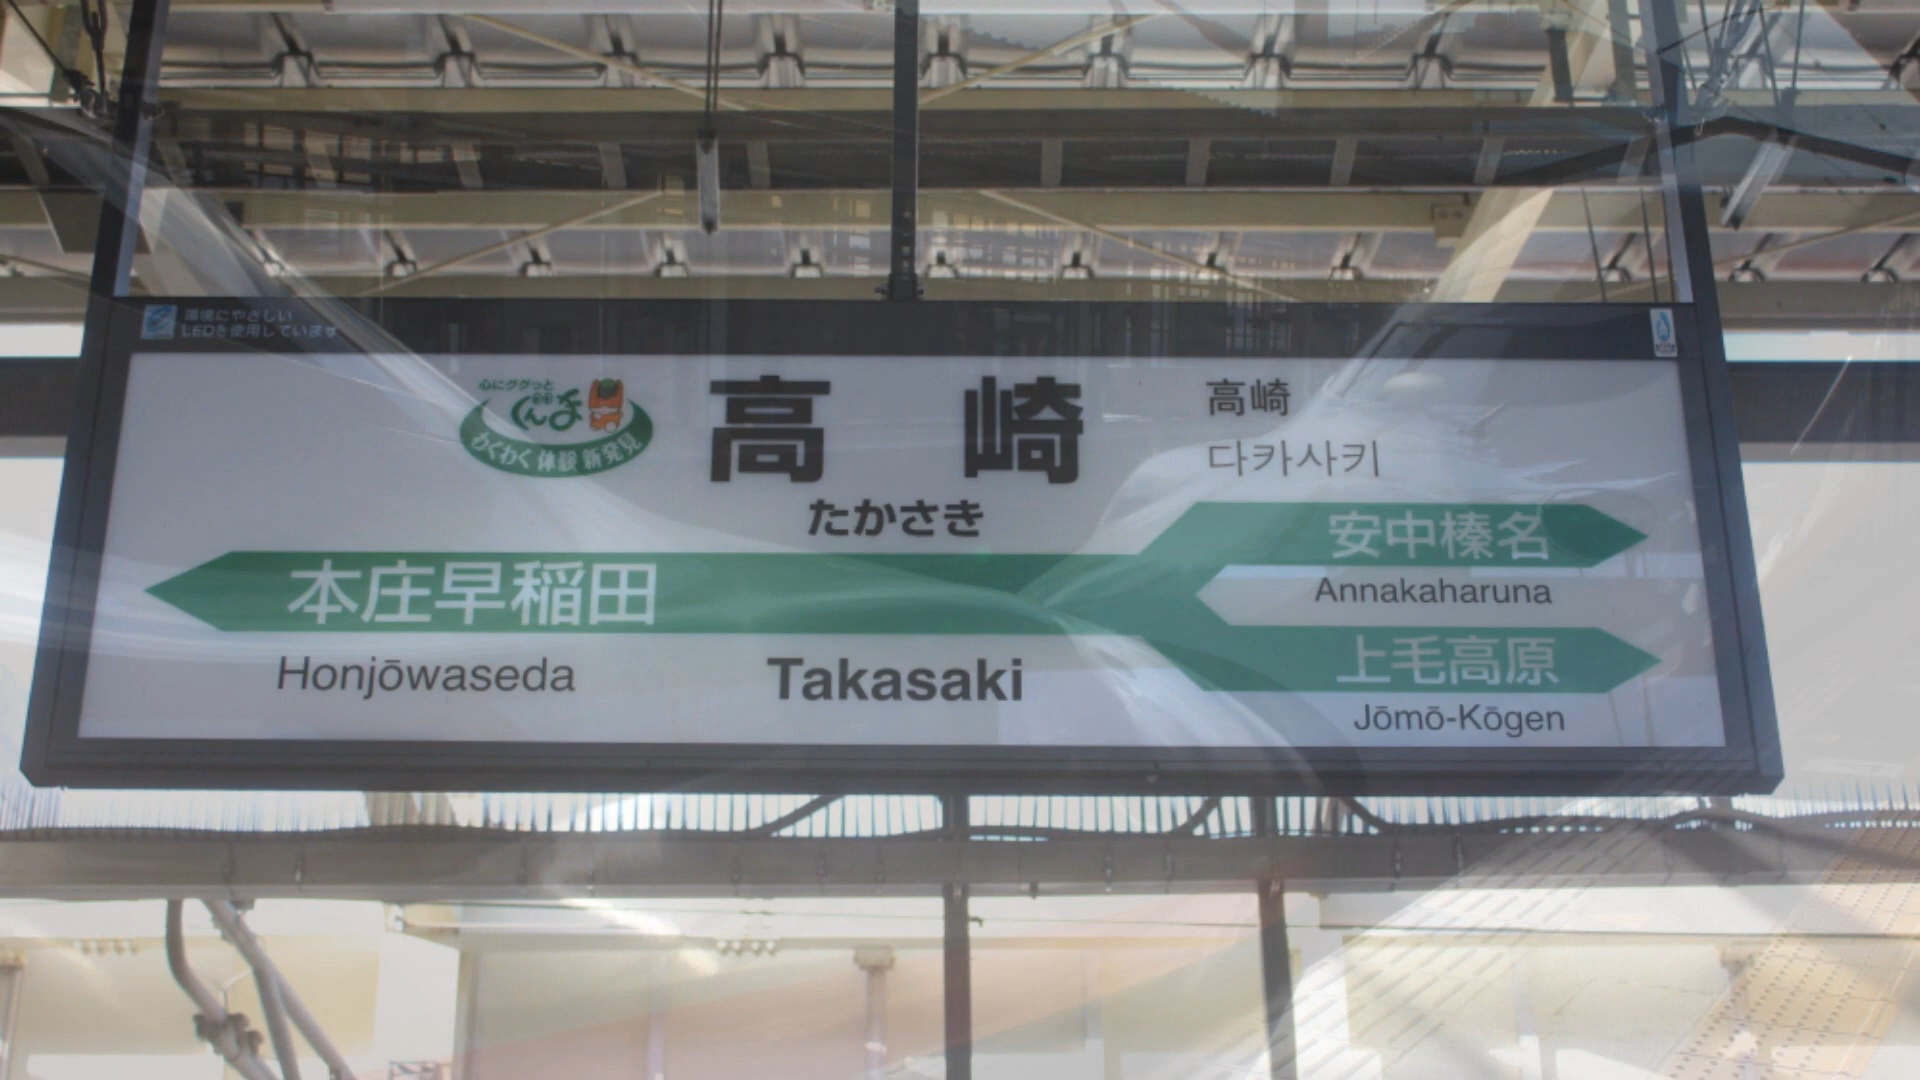 環境にやさしい
LEDを使用しています
心にググっと
ぐんま
わくわく 体験 新発見
高崎
高崎
다카사키
たかさき
本庄早稲田
安中榛名
Annakaharuna
上毛高原
Honjōwaseda
Takasaki
Jōmō-Kōgen